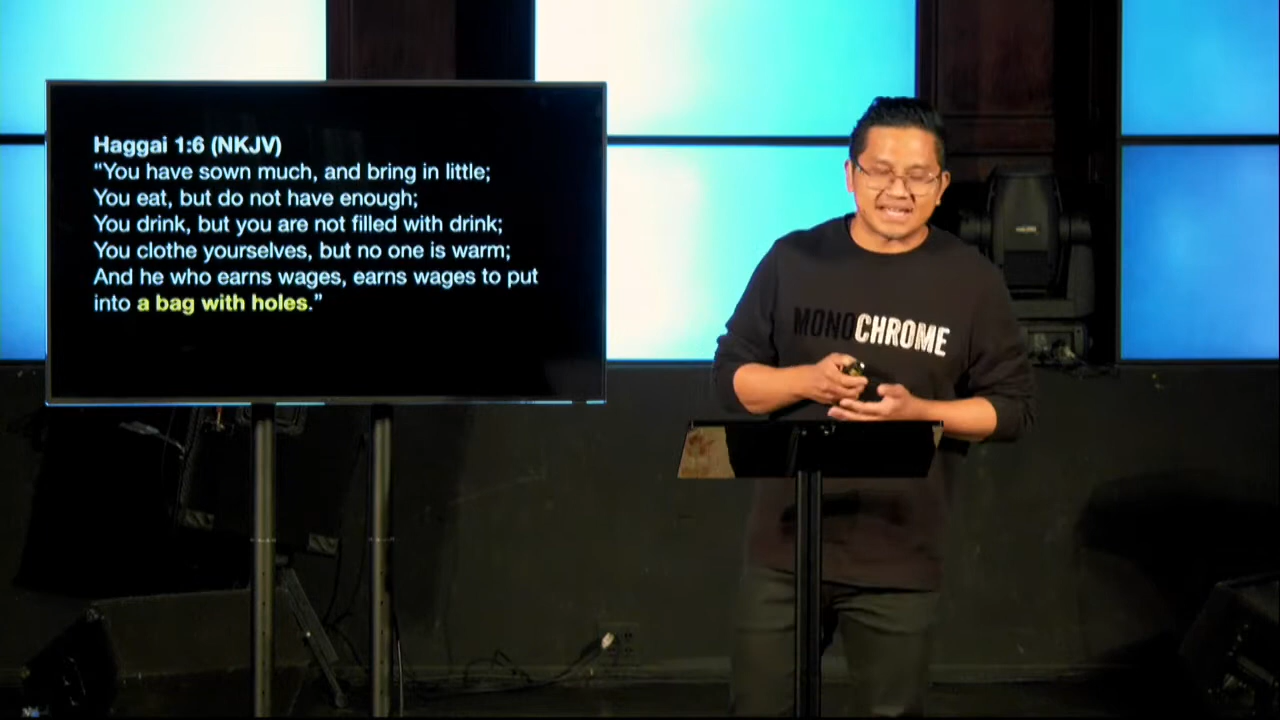 Haggai 1:6 (NKJV)
“You have sown much, and bring in little;
You eat, but do not have enough;
You drink, but you are not filled with drink;
You clothe yourselves, but no one is warm;
And he who earns wages, earns wages to put
into a bag with holes.”
MONOCHROME